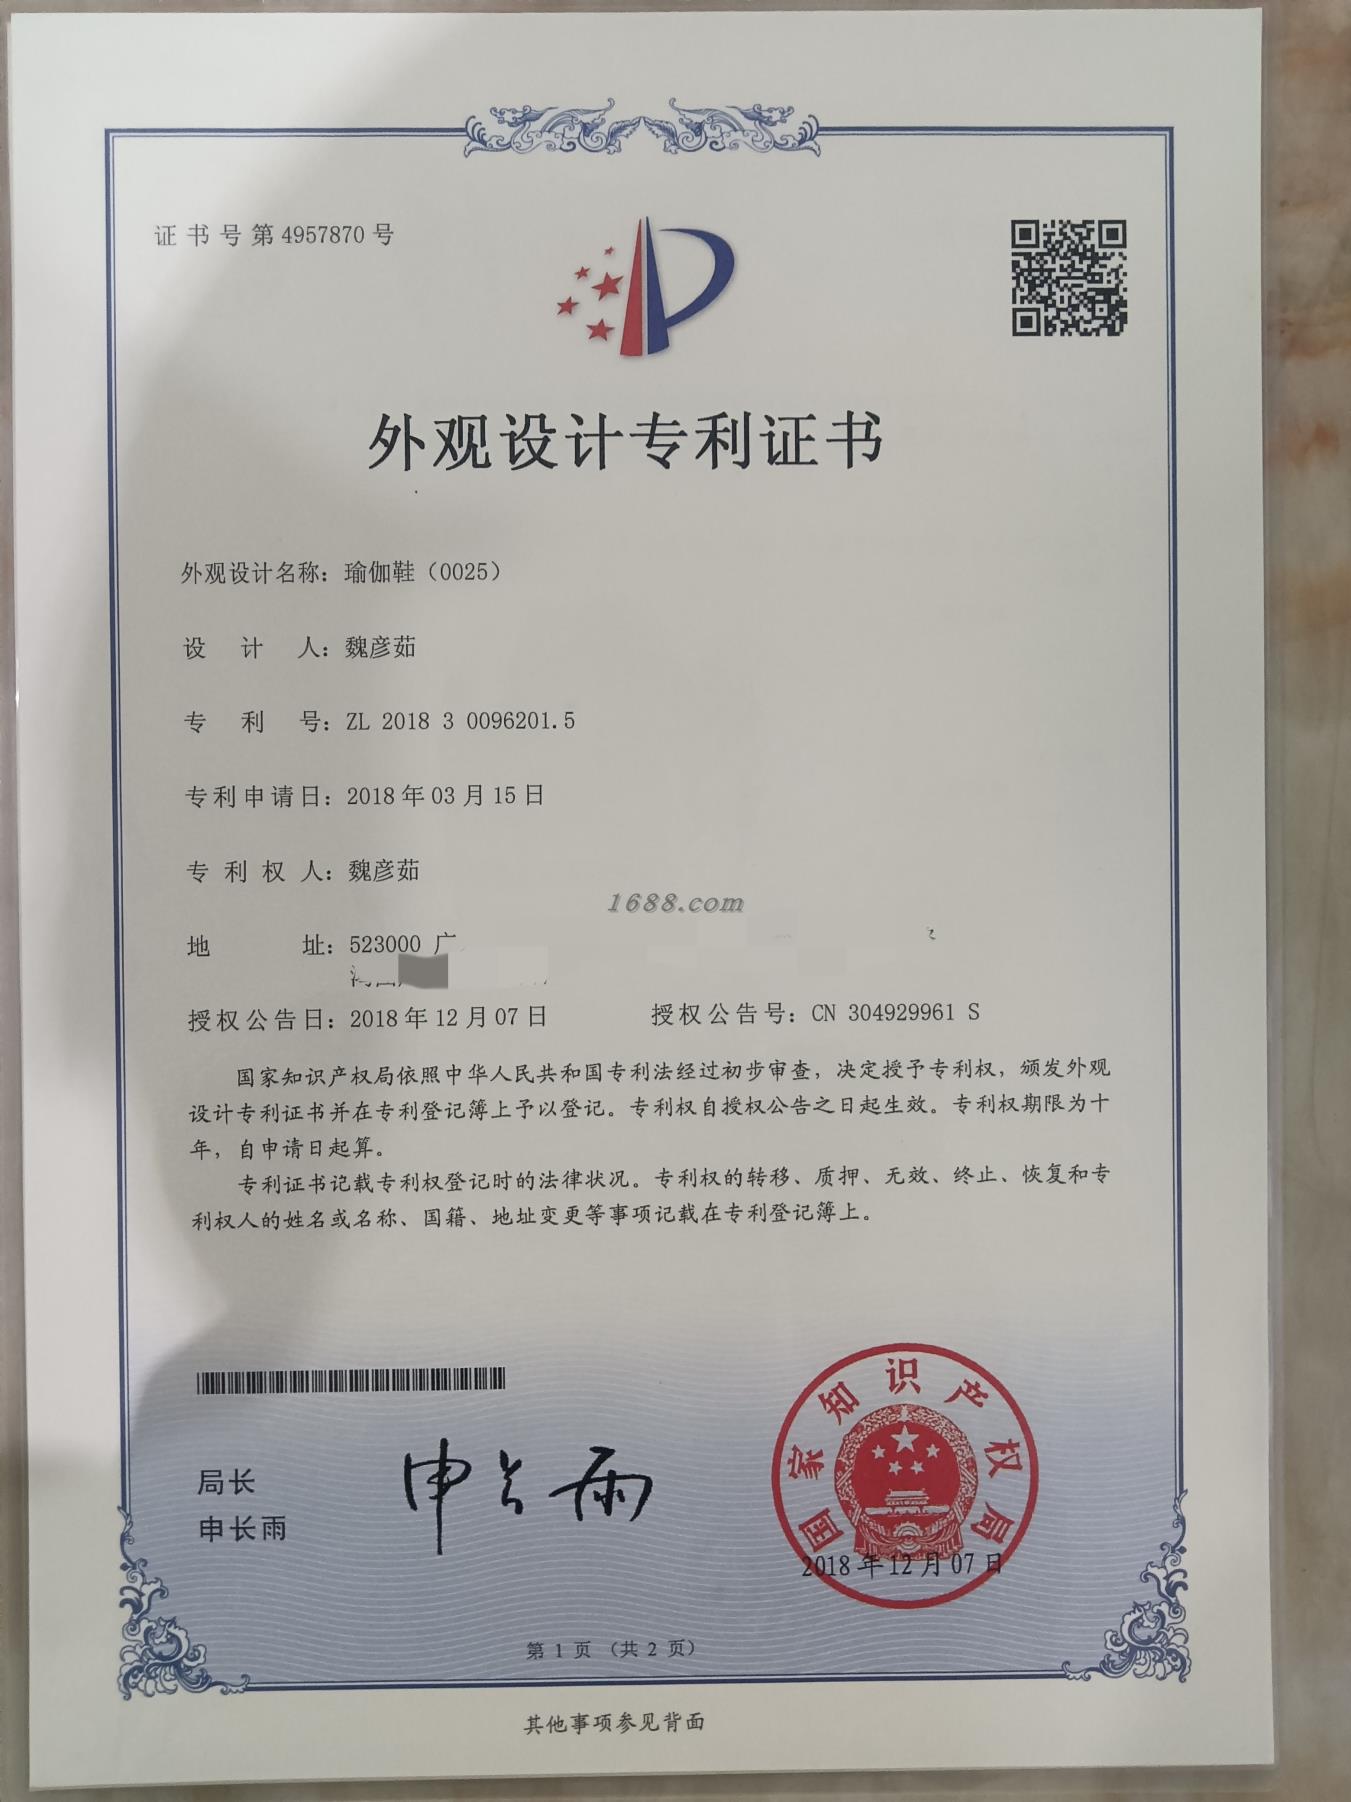 证书号第4957870号
外观设计专利证书
外观设计名称：瑜伽鞋（0025）
设计人：魏彦茹
专利号：ZL 2018 3 0096201.5
专利申请日：2018年03月15日
专利权人：魏彦茹
1688.com
地址：523000 广
授权公告日：2018年12月07日 授权公告号：CN 304929961 S
国家知识产权局依照中华人民共和国专利法经过初步审查，决定授予专利权，颁发外观
设计专利证书并在专利登记簿上予以登记。专利权自授权公告之日起生效。专利权期限为十
年，自申请日起算。
专利证书记载专利权登记时的法律状况。专利权的转移、质押、无效、终止、恢复和专
利权人的姓名或名称、国籍、地址变更等事项记载在专利登记簿上。
局长
申长雨
申长雨
国家知识产权局
2018年12月07日
第1页（共2页）
其他事项参见背面